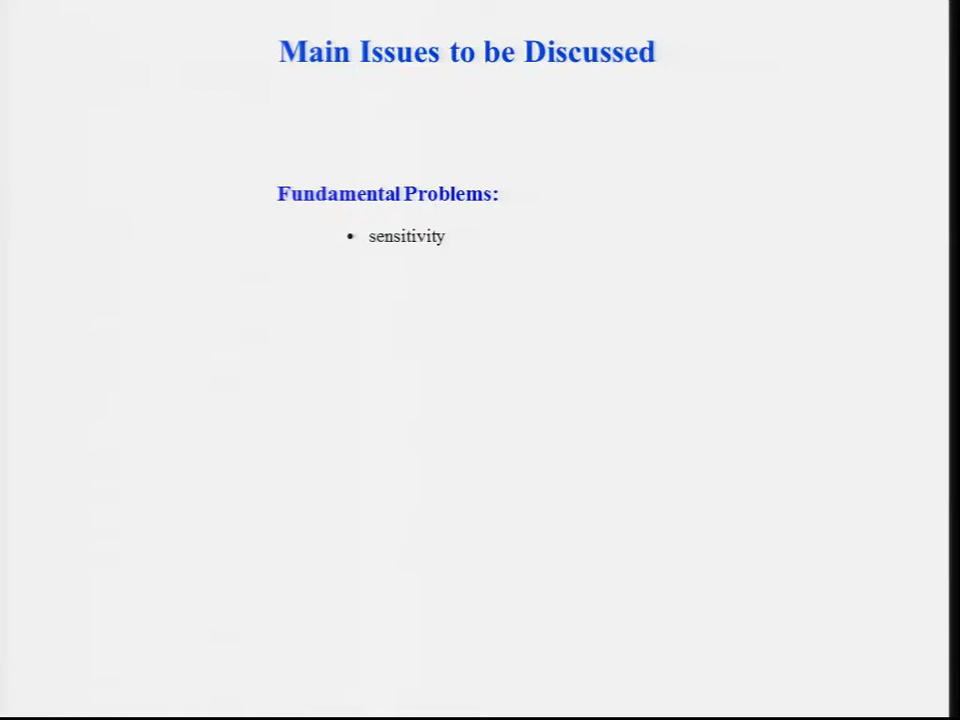 Main Issues to be Discussed
Fundamental Problems:
• sensitivity